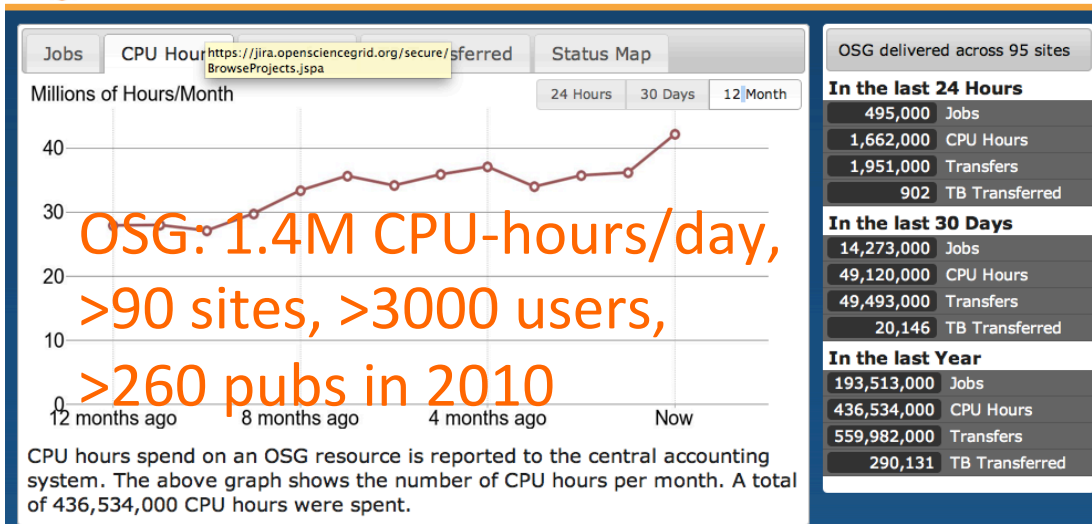 Jobs
CPU Hour
https://jira.opensciencegrid.org/secure/
BrowseProjects.jspa
sferred
Status Map
Millions of Hours/Month
24 Hours
30 Days
12 Month
40
30
20
10
0
12 months ago
8 months ago
4 months ago
Now
OSG: 1.4M CPU-hours/day,
>90 sites, >3000 users,
>260 pubs in 2010
CPU hours spend on an OSG resource is reported to the central accounting
system. The above graph shows the number of CPU hours per month. A total
of 436,534,000 CPU hours were spent.
OSG delivered across 95 sites
In the last 24 Hours
495,000 Jobs
1,662,000 CPU Hours
1,951,000 Transfers
902 TB Transferred
In the last 30 Days
14,273,000 Jobs
49,120,000 CPU Hours
49,493,000 Transfers
20,146 TB Transferred
In the last Year
193,513,000 Jobs
436,534,000 CPU Hours
559,982,000 Transfers
290,131 TB Transferred